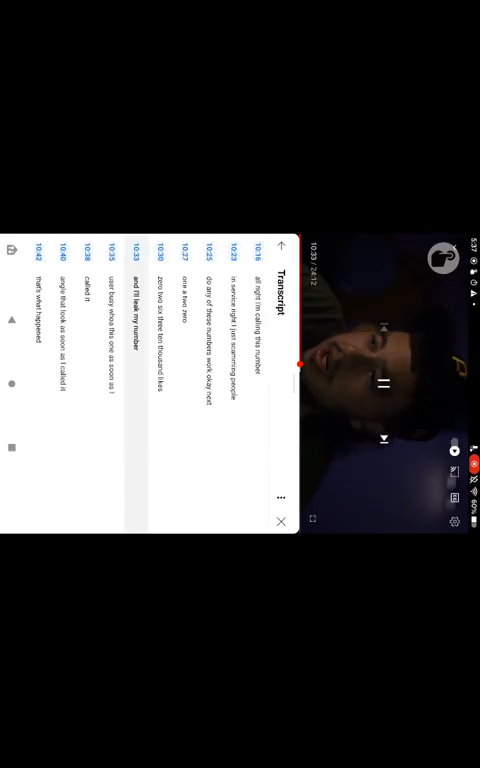 5:37
60%
10:33 / 24:12
Transcript
10:16 all right i'm calling this number
10:23 in service right I just scamming people
10:25 do any of these numbers work okay next
10:27 one a two zero
10:30 zero two six three ten thousand likes
10:33 and I'll leak my number
10:35 user busy whoa this one as soon as I
10:38 called it
10:40 angle that look as soon as I called it
10:42 that's what happened